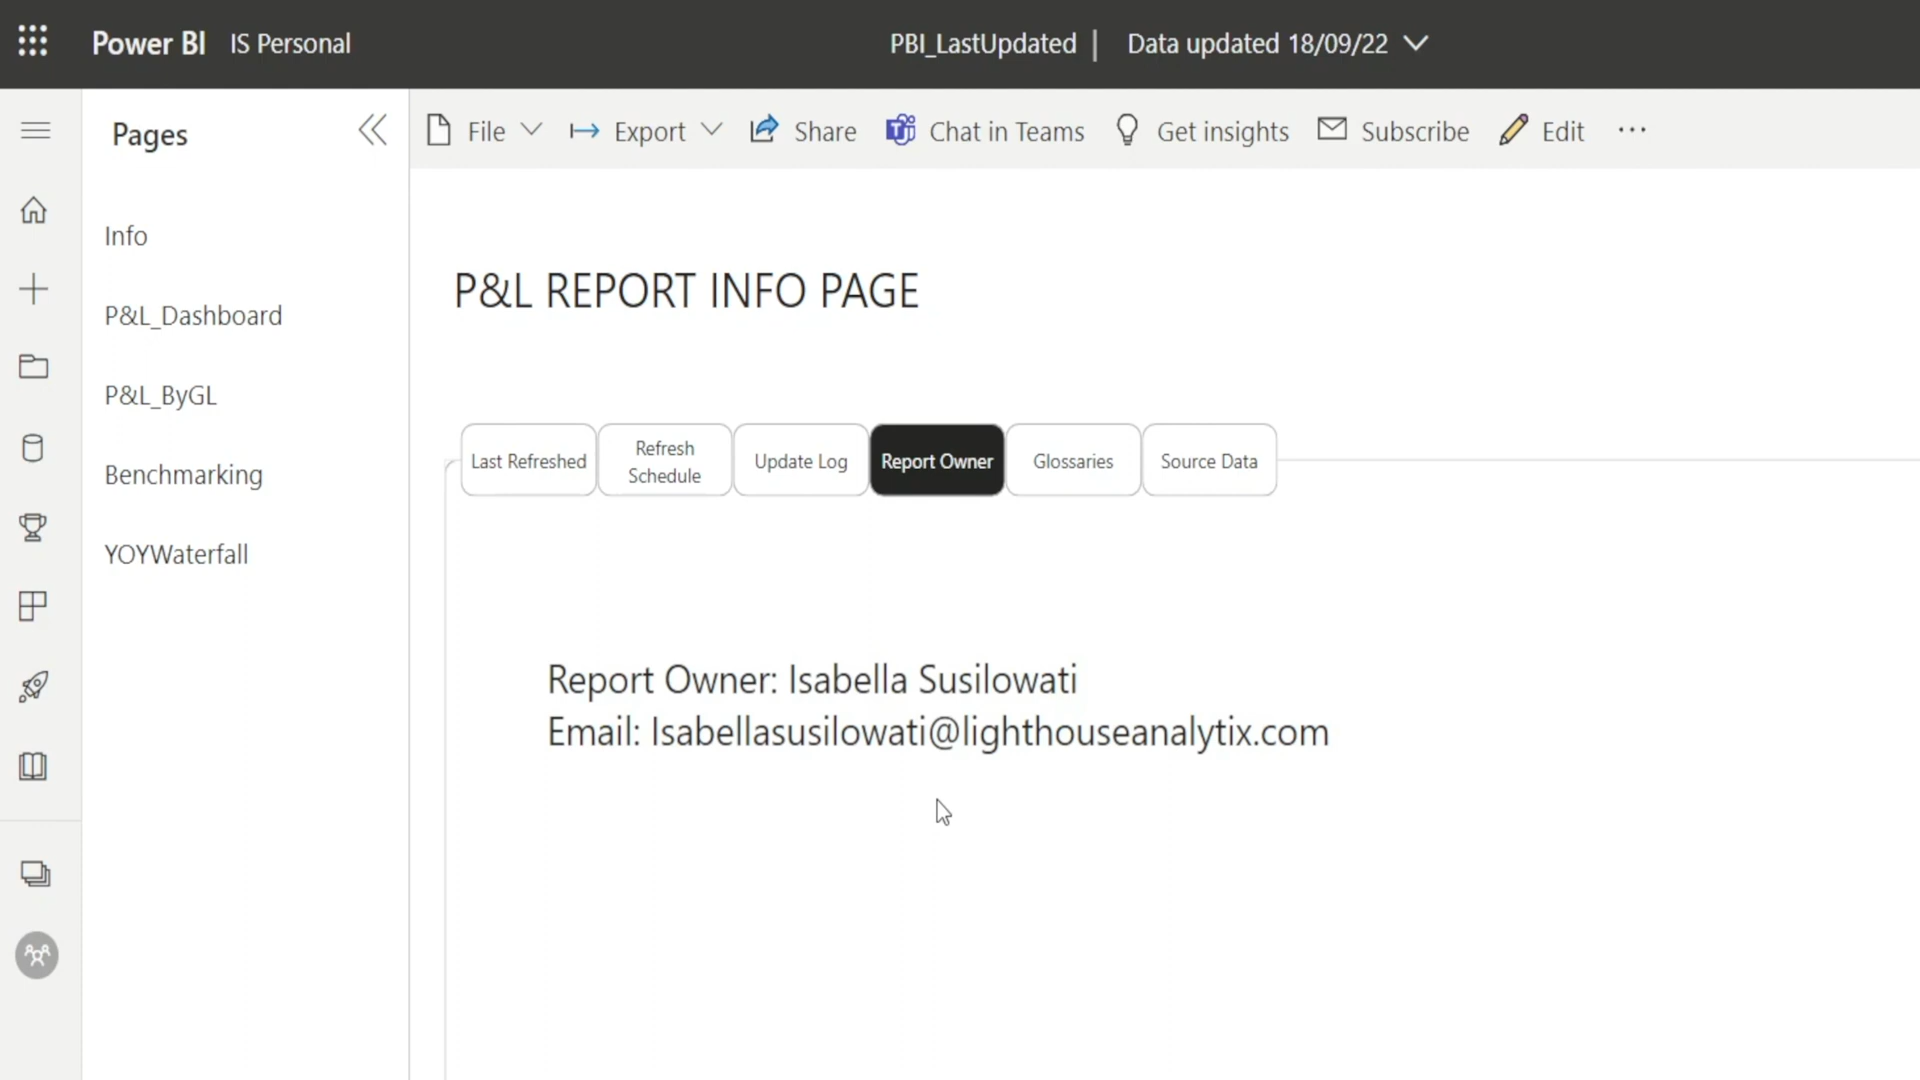 Power BI IS Personal PBI_LastUpdated | Data updated 18/09/22
Pages
File Export Share Chat in Teams Get insights Subscribe Edit ...
Info
P&L_Dashboard
P&L_ByGL
Benchmarking
YOYWaterfall
P&L REPORT INFO PAGE
Last Refreshed
Refresh
Schedule
Update Log
Report Owner
Glossaries
Source Data
Report Owner: Isabella Susilowati
Email: Isabellasusilowati@lighthouseanalytix.com